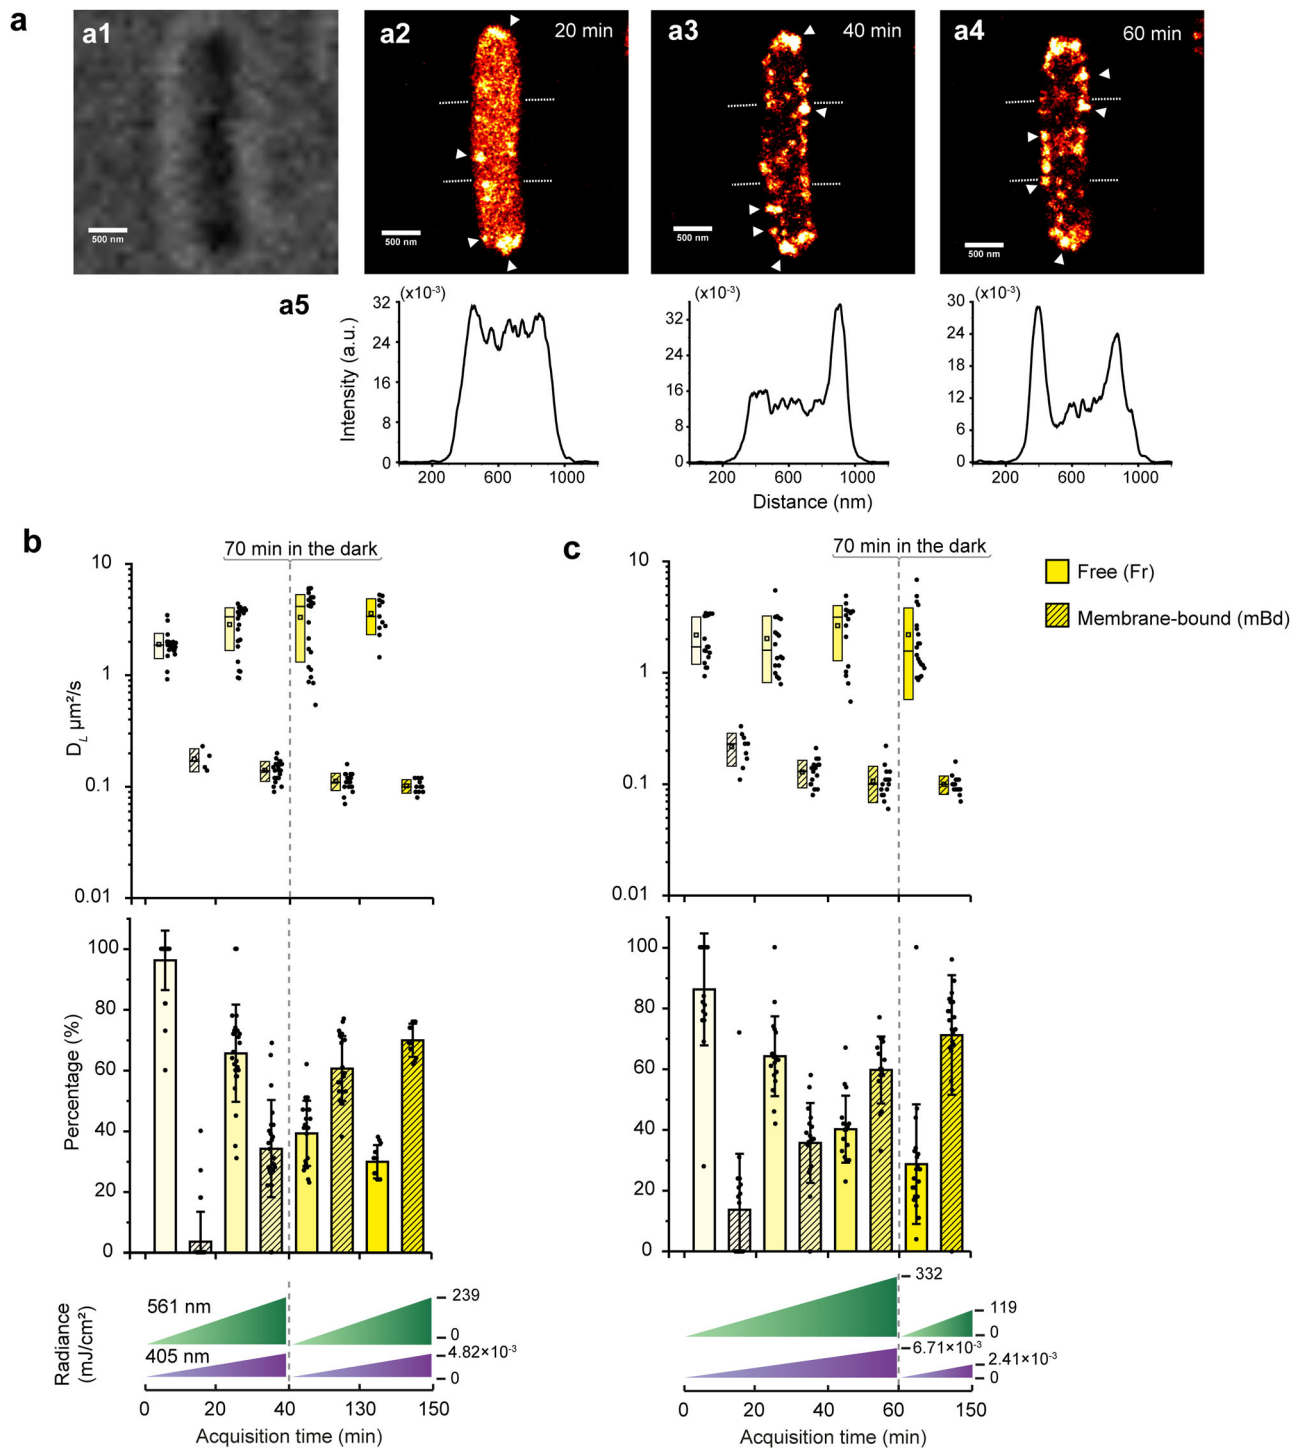 a
a1
a2
20 min
a3
40 min
a4
60 min
500 nm
500 nm
500 nm
500 nm
a5
(x10⁻³)
(x10⁻³)
(x10⁻³)
Intensity (a.u.)
32
24
16
8
0
32
24
16
8
0
30
24
18
12
6
0
200 600 1000
200 600 1000
200 600 1000
Distance (nm)
b
70 min in the dark
D_L µm²/s
10
1
0.1
0.01
Percentage (%)
100
80
60
40
20
0
Radiance
(mJ/cm²)
561 nm
239
0
405 nm
4.82×10⁻³
0
0 20 40 130 150
Acquisition time (min)
c
70 min in the dark
10
1
0.1
0.01
100
80
60
40
20
0
332
119
0
6.71×10⁻³
2.41×10⁻³
0
0 20 40 60 150
Acquisition time (min)
Free (Fr)
Membrane-bound (mBd)